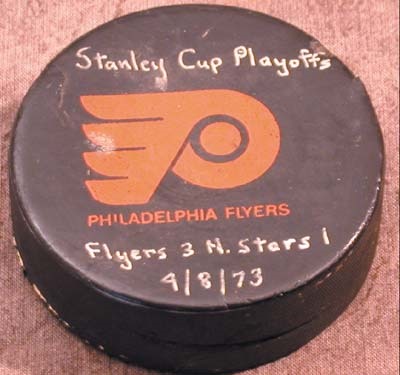 Stanley Cup Playoffs
PHILADELPHIA FLYERS
Flyers 3 N. Stars 1
4/8/73